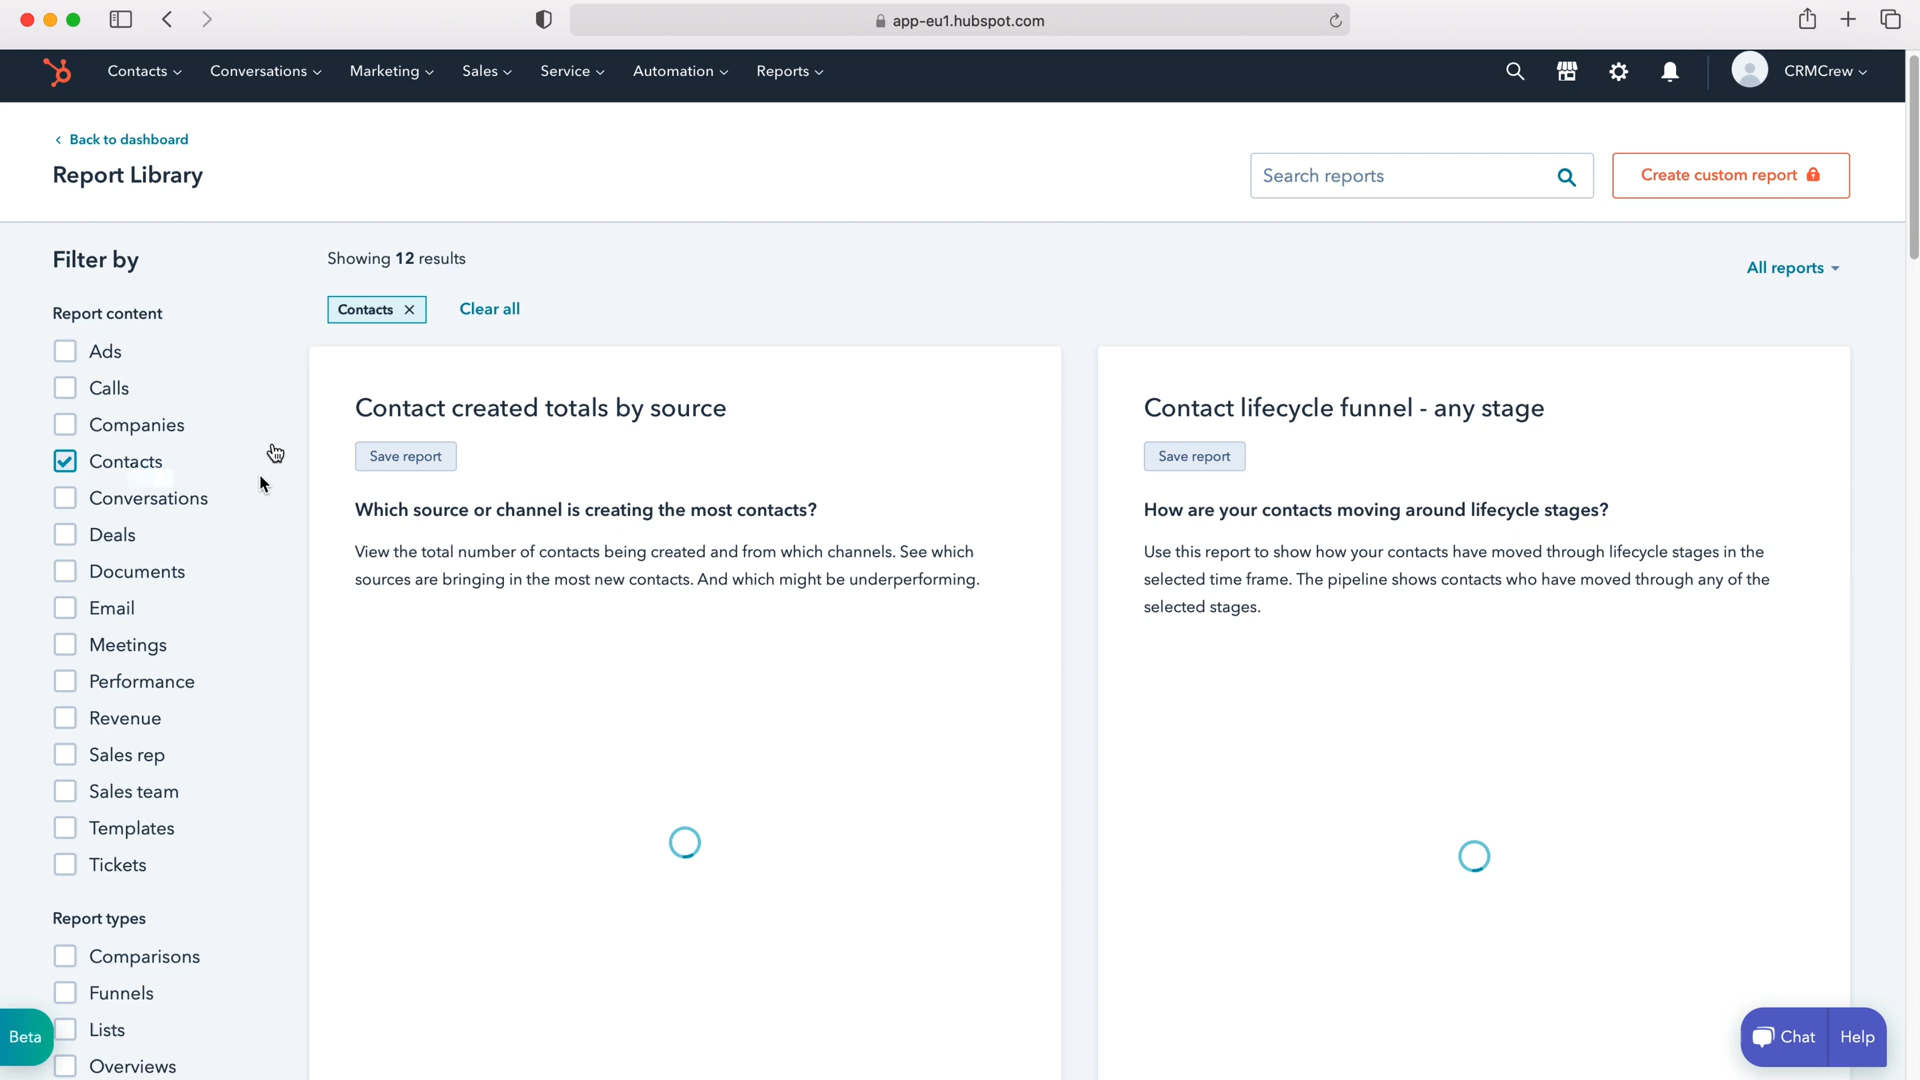 app-eu1.hubspot.com
Contacts Conversations Marketing Sales Service Automation Reports CRMCrew
Back to dashboard
Report Library
Search reports
Create custom report
Filter by
Showing 12 results
All reports
Contacts
Clear all
Report content
Ads
Calls
Companies
Contacts
Conversations
Deals
Documents
Email
Meetings
Performance
Revenue
Sales rep
Sales team
Templates
Tickets
Report types
Comparisons
Funnels
Lists
Overviews
Beta
Contact created totals by source
Save report
Which source or channel is creating the most contacts?
View the total number of contacts being created and from which channels. See which
sources are bringing in the most new contacts. And which might be underperforming.
Contact lifecycle funnel - any stage
Save report
How are your contacts moving around lifecycle stages?
Use this report to show how your contacts have moved through lifecycle stages in the
selected time frame. The pipeline shows contacts who have moved through any of the
selected stages.
Chat Help